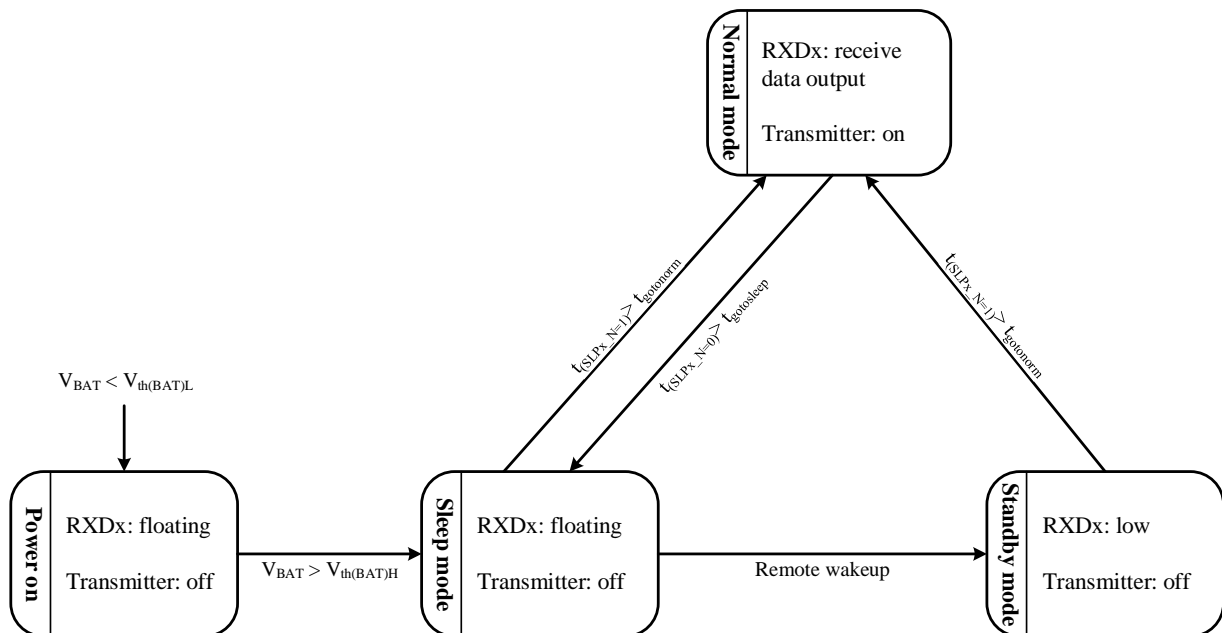 Normal mode
RXDx: receive
data output
Transmitter: on
t(SLPx_N=1)> tgotonorm
t(SLPx_N=0)> tgotosleep
t(SLPx_N=1)> tgotonorm
VBAT < Vth(BAT)L
Power on
RXDx: floating
Transmitter: off
VBAT > Vth(BAT)H
Sleep mode
RXDx: floating
Transmitter: off
Remote wakeup
Standby mode
RXDx: low
Transmitter: off